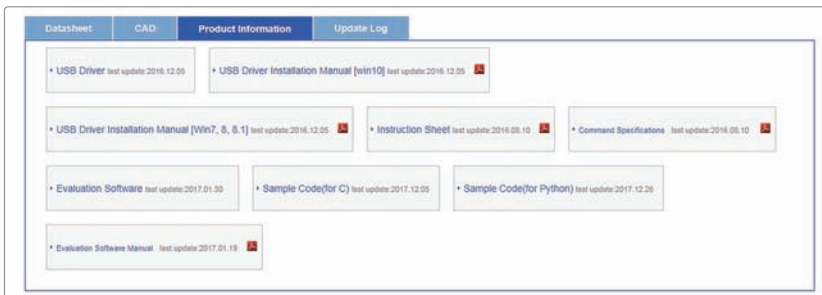 Datasheet CAD Product Information Update Log
USB Driver last update:2016.12.05 USB Driver Installation Manual [win10] last update:2016.12.05
USB Driver Installation Manual [Win7, 8, 8.1] last update:2016.12.05 Instruction Sheet last update:2016.08.10 Command Specifications last update:2016.08.10
Evaluation Software last update:2017.01.30 Sample Code(for C) last update:2017.12.05 Sample Code(for Python) last update:2017.12.26
Evaluation Software Manual last update:2017.01.19